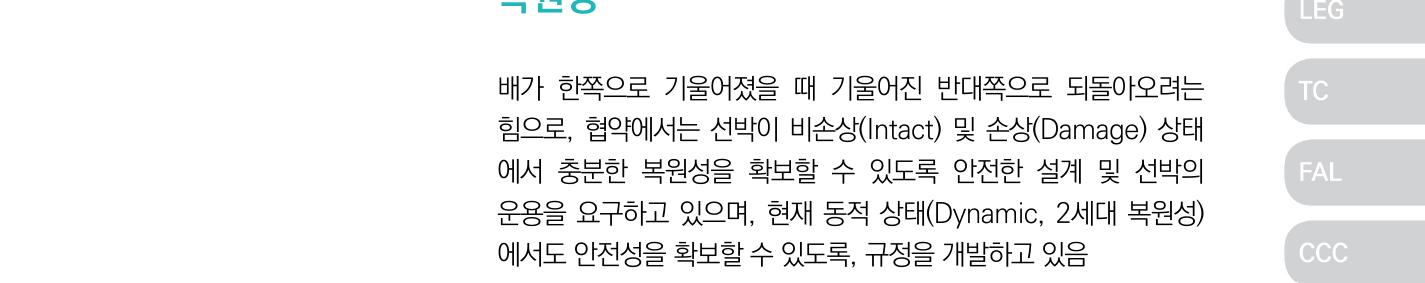 복원성
배가 한쪽으로 기울어졌을 때 기울어진 반대쪽으로 되돌아오려는
힘으로, 협약에서는 선박이 비손상(Intact) 및 손상(Damage) 상태
에서 충분한 복원성을 확보할 수 있도록 안전한 설계 및 선박의
운용을 요구하고 있으며, 현재 동적 상태(Dynamic, 2세대 복원성)
에서도 안전성을 확보할 수 있도록, 규정을 개발하고 있음
LEG
TC
FAL
CCC